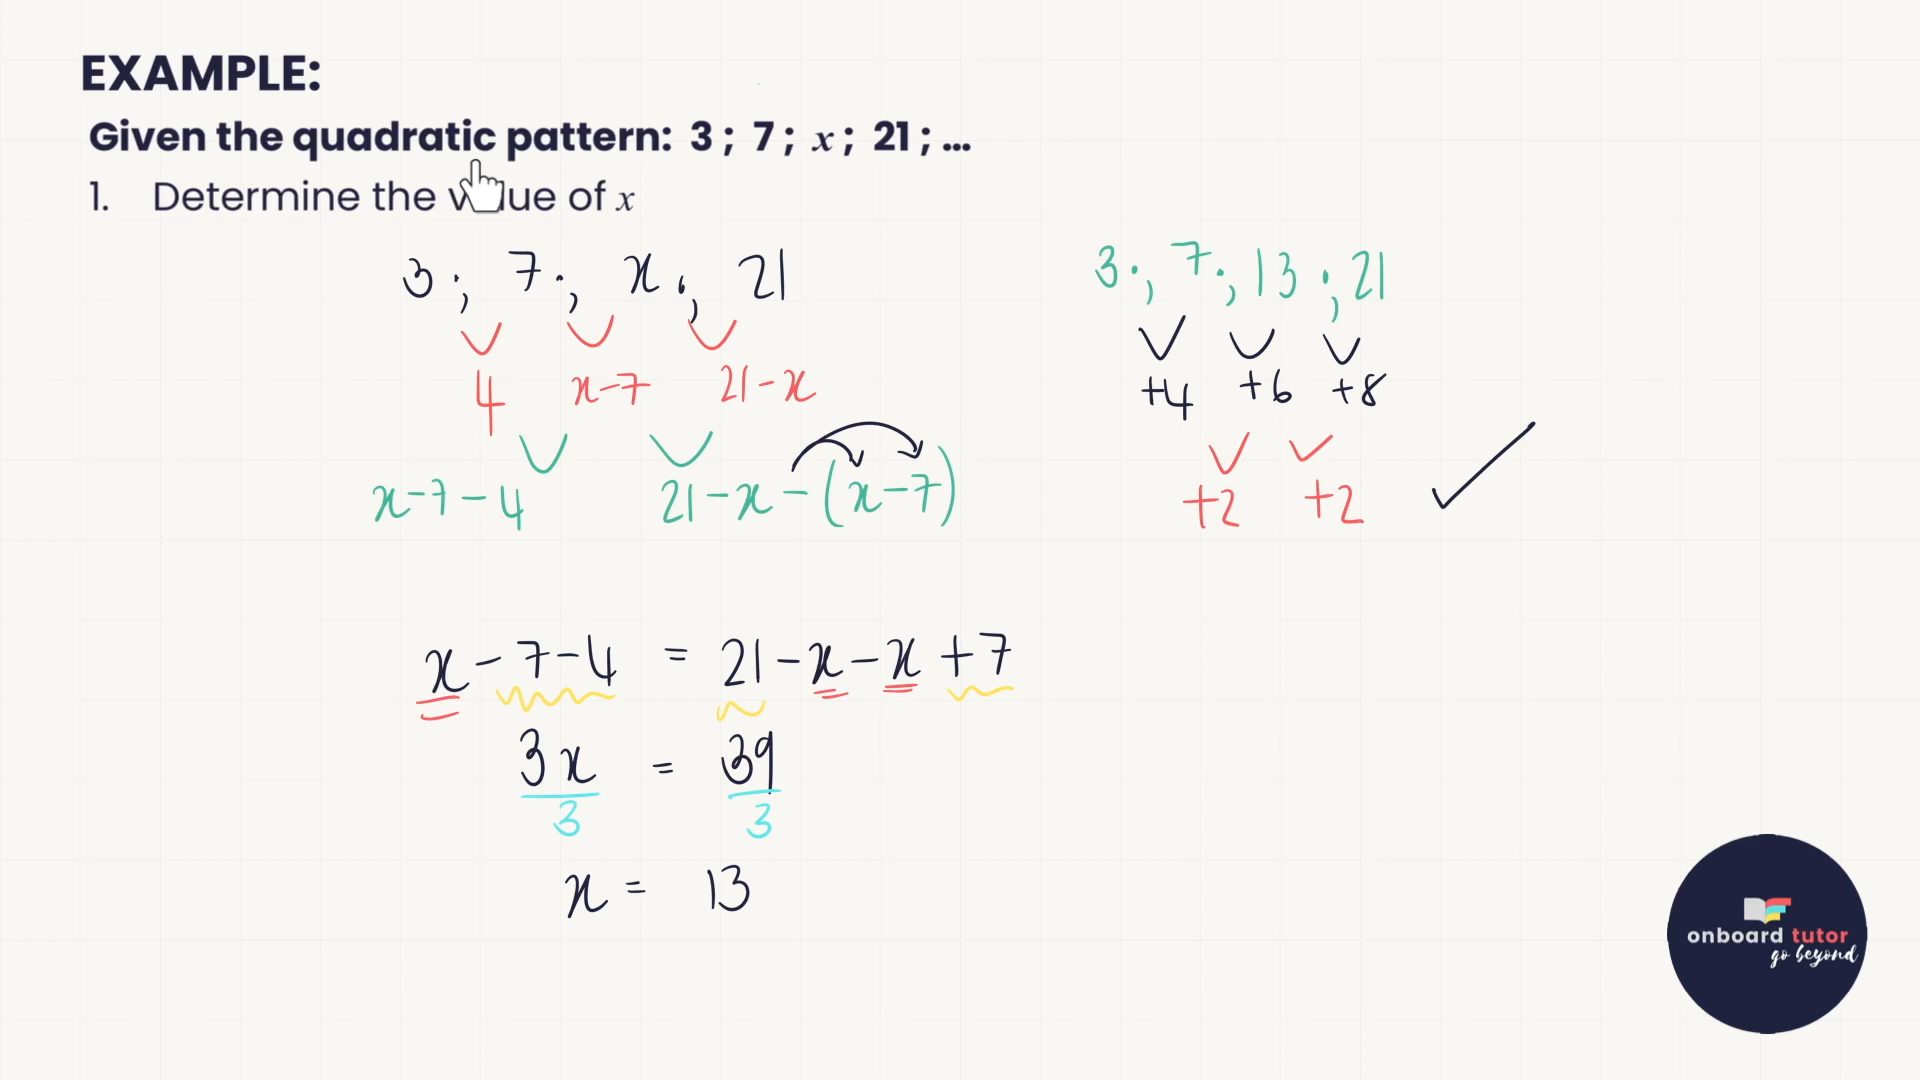 EXAMPLE:
Given the quadratic pattern: 3 ; 7 ; x ; 21 ; ...
1. Determine the value of x
3 ; 7 ; x ; 21
4 x-7 21-x
x-7-4 21-x-(x-7)
3 ; 7 ; 13 ; 21
+4 +6 +8
+2 +2
x-7-4 = 21-x-x+7
3x = 39
3 3
x = 13
onboard tutor
go beyond